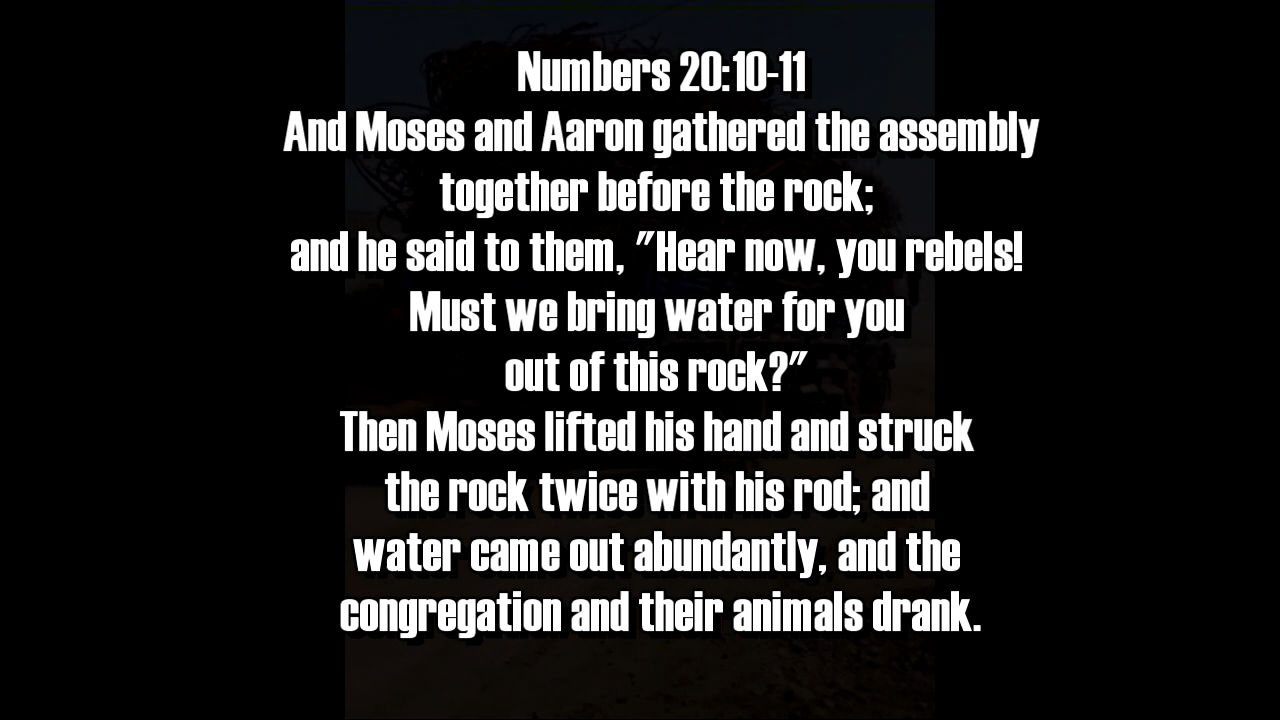 Numbers 20:10-11
And Moses and Aaron gathered the assembly
together before the rock;
and he said to them, "Hear now, you rebels!
Must we bring water for you
out of this rock?"
Then Moses lifted his hand and struck
the rock twice with his rod; and
water came out abundantly, and the
congregation and their animals drank.